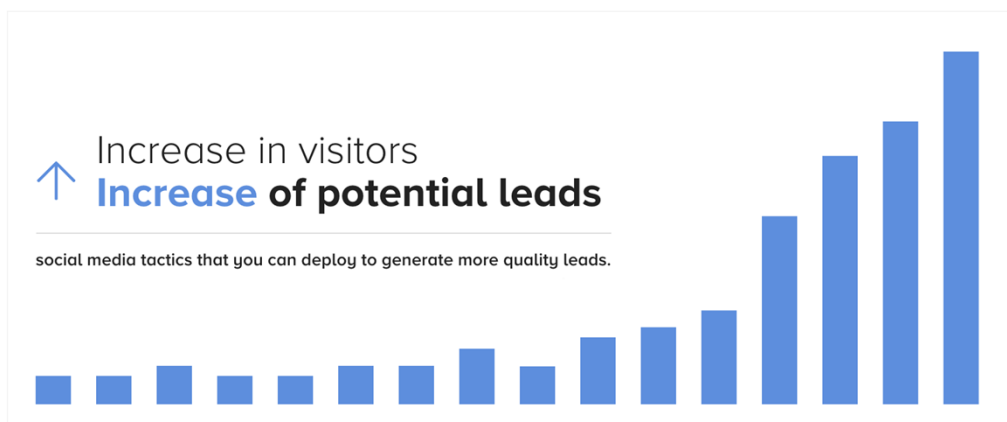 Increase in visitors
Increase of potential leads
social media tactics that you can deploy to generate more quality leads.